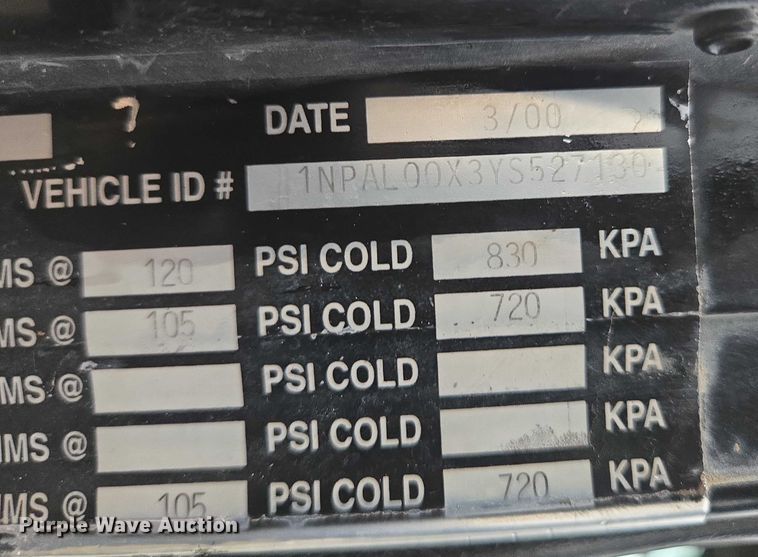 DATE 3/00
VEHICLE ID # 1NPAL00X3YS527130
MS @ 120 PSI COLD 830 KPA
MS @ 105 PSI COLD 720 KPA
MS @ PSI COLD KPA
MS @ PSI COLD KPA
MS @ 105 PSI COLD 720 KPA
Purple Wave Auction